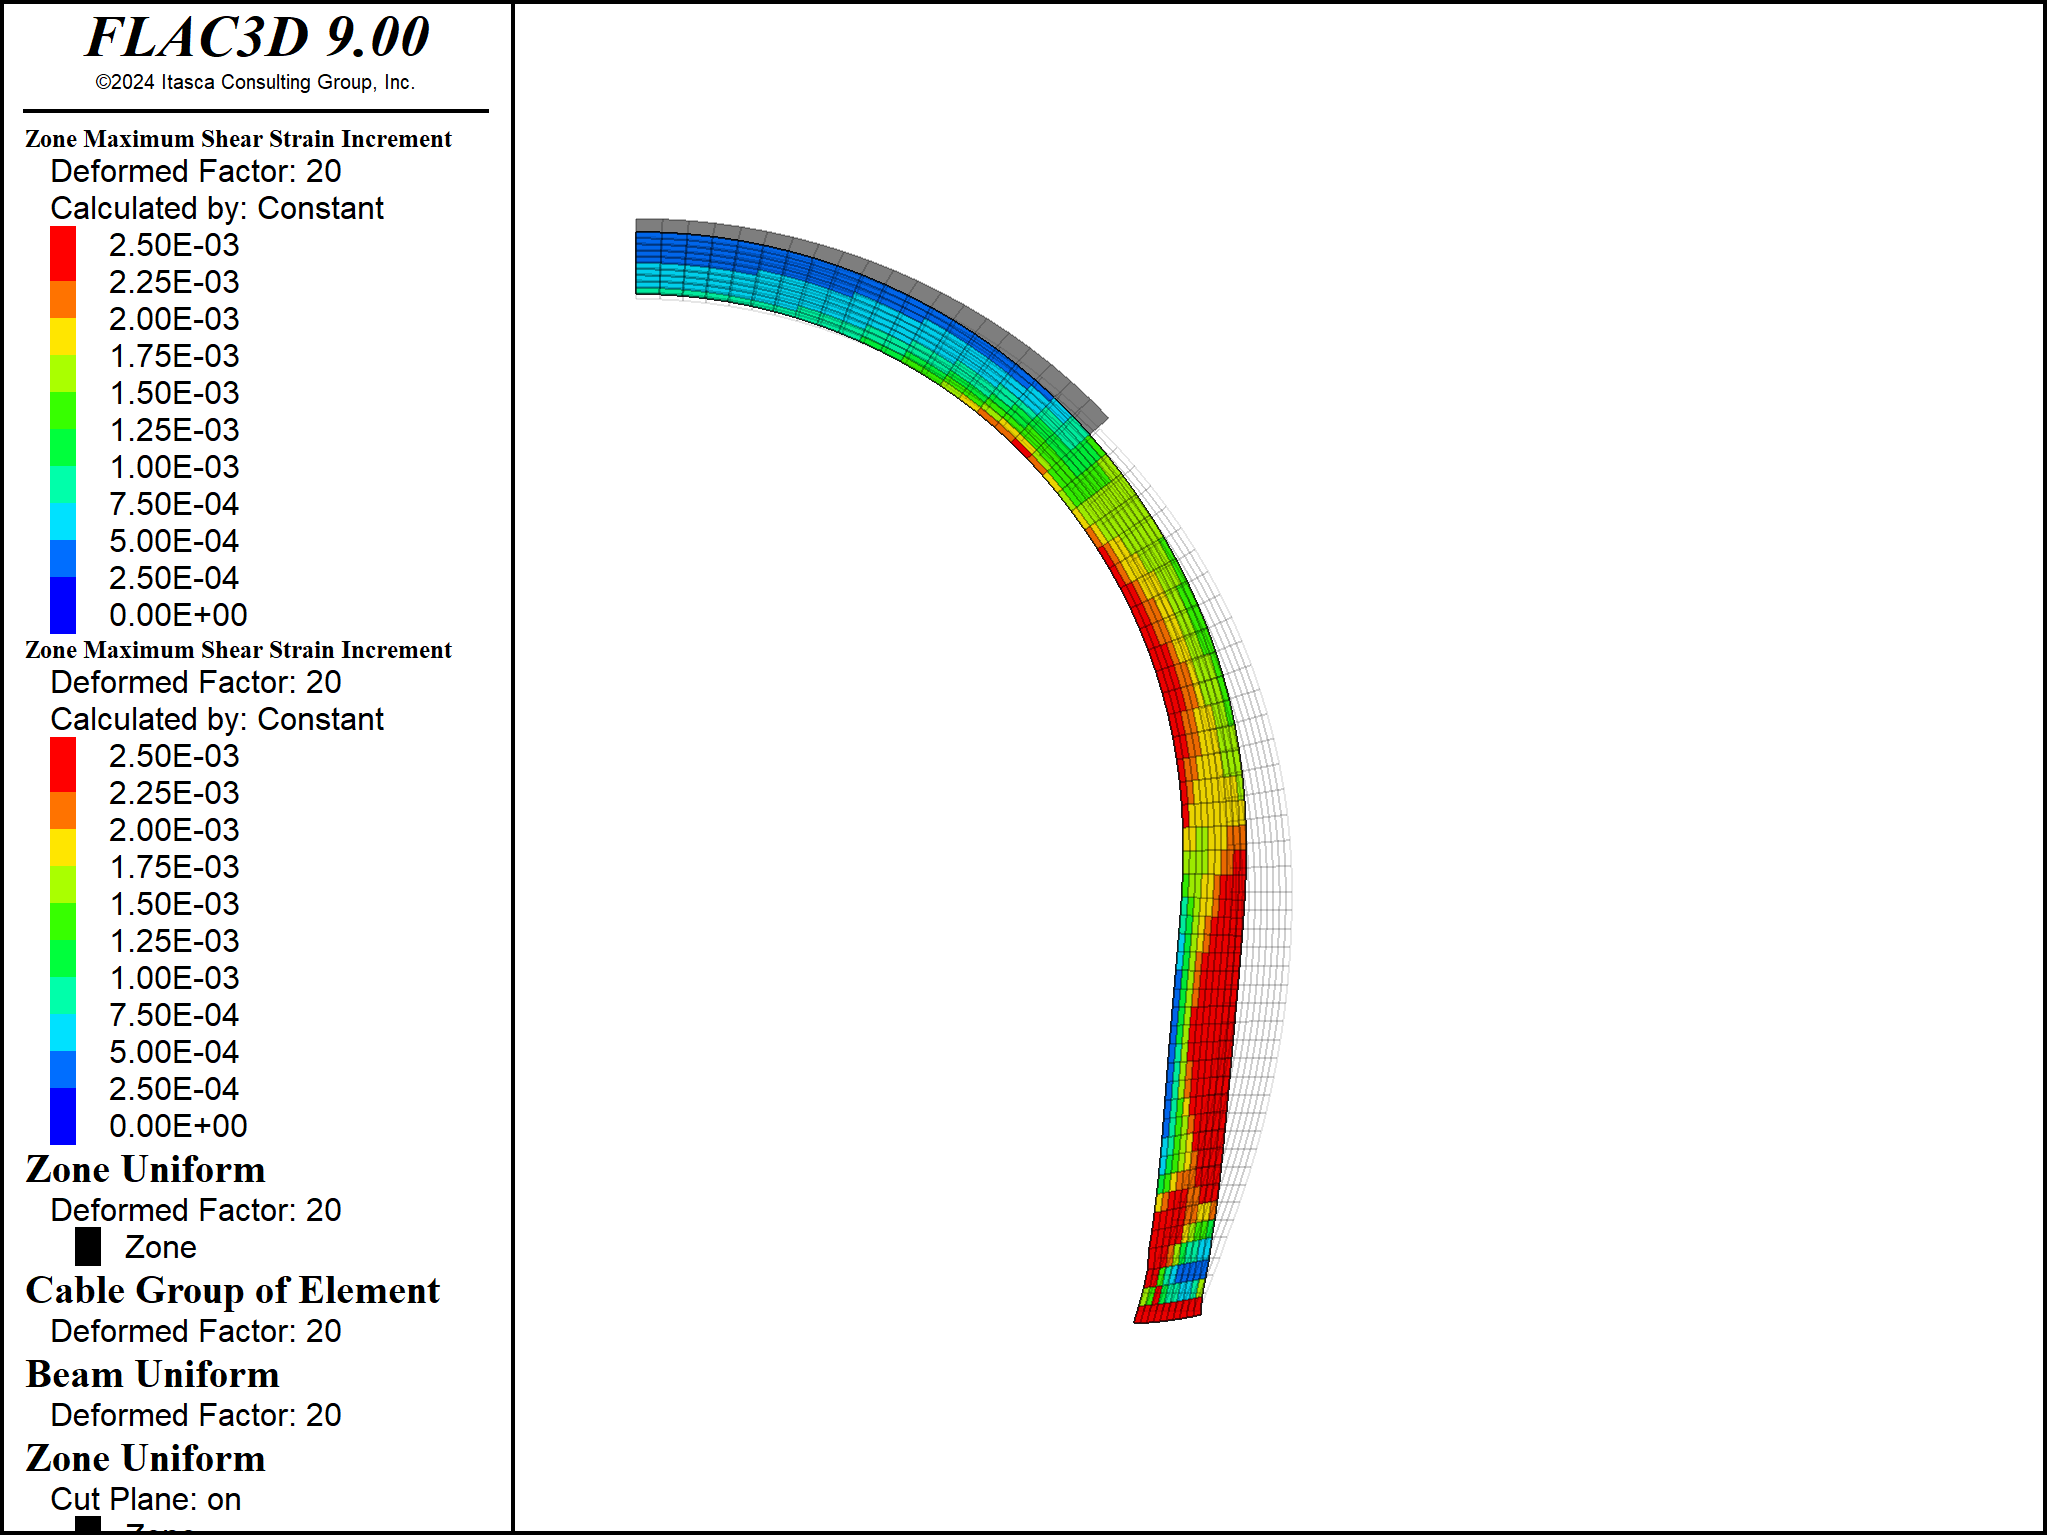 FLAC3D 9.00
©2024 Itasca Consulting Group, Inc.
Zone Maximum Shear Strain Increment
Deformed Factor: 20
Calculated by: Constant
2.50E-03
2.25E-03
2.00E-03
1.75E-03
1.50E-03
1.25E-03
1.00E-03
7.50E-04
5.00E-04
2.50E-04
0.00E+00
Zone Maximum Shear Strain Increment
Deformed Factor: 20
Calculated by: Constant
2.50E-03
2.25E-03
2.00E-03
1.75E-03
1.50E-03
1.25E-03
1.00E-03
7.50E-04
5.00E-04
2.50E-04
0.00E+00
Zone Uniform
Deformed Factor: 20
Zone
Cable Group of Element
Deformed Factor: 20
Beam Uniform
Deformed Factor: 20
Zone Uniform
Cut Plane: on